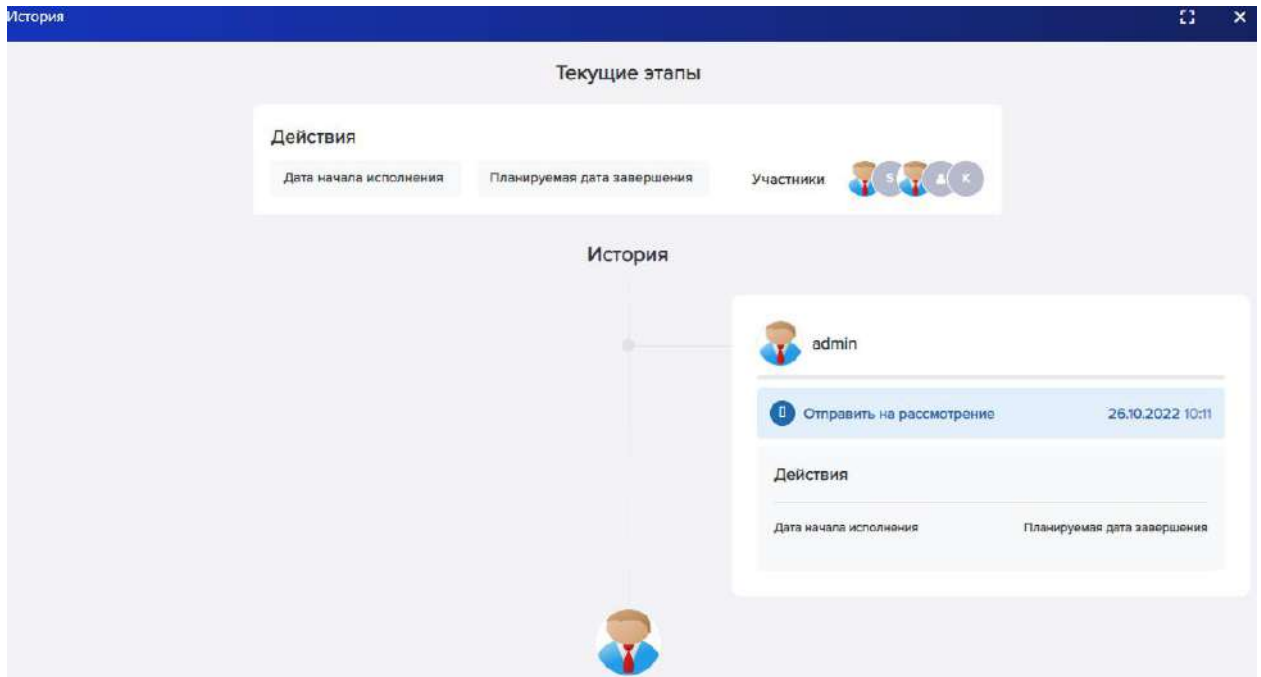 История
Текущие этапы
Действия
Дата начала исполнения Планируемая дата завершения Участники S K
История
admin
Отправить на рассмотрение 26.10.2022 10:11
Действия
Дата начала исполнения Планируемая дата завершения